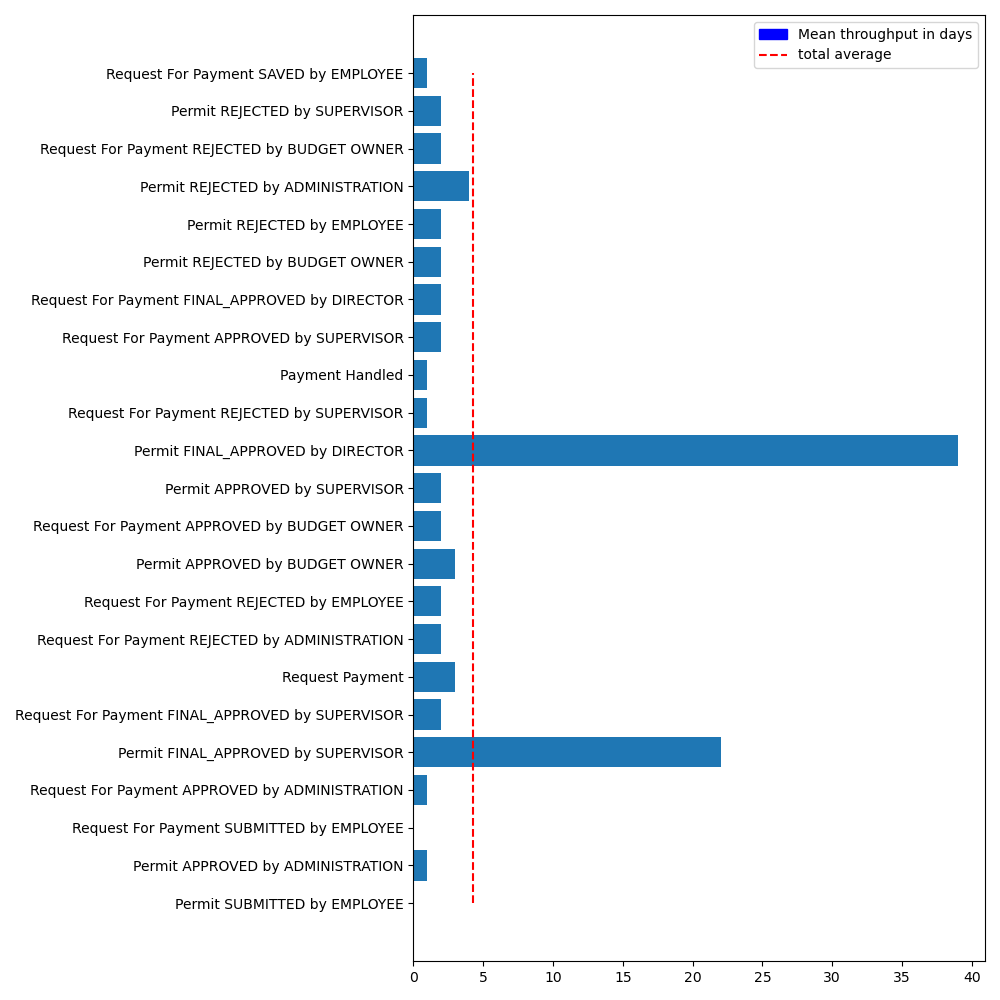 Mean throughput in days
total average
Request For Payment SAVED by EMPLOYEE
Permit REJECTED by SUPERVISOR
Request For Payment REJECTED by BUDGET OWNER
Permit REJECTED by ADMINISTRATION
Permit REJECTED by EMPLOYEE
Permit REJECTED by BUDGET OWNER
Request For Payment FINAL_APPROVED by DIRECTOR
Request For Payment APPROVED by SUPERVISOR
Payment Handled
Request For Payment REJECTED by SUPERVISOR
Permit FINAL_APPROVED by DIRECTOR
Permit APPROVED by SUPERVISOR
Request For Payment APPROVED by BUDGET OWNER
Permit APPROVED by BUDGET OWNER
Request For Payment REJECTED by EMPLOYEE
Request For Payment REJECTED by ADMINISTRATION
Request Payment
Request For Payment FINAL_APPROVED by SUPERVISOR
Permit FINAL_APPROVED by SUPERVISOR
Request For Payment APPROVED by ADMINISTRATION
Request For Payment SUBMITTED by EMPLOYEE
Permit APPROVED by ADMINISTRATION
Permit SUBMITTED by EMPLOYEE
0 5 10 15 20 25 30 35 40